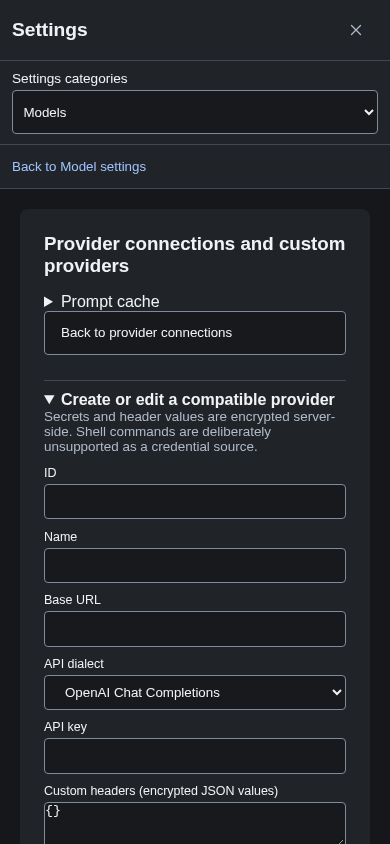 Settings
Settings categories
Models
Back to Model settings
Provider connections and custom
providers
Prompt cache
Back to provider connections
Create or edit a compatible provider
Secrets and header values are encrypted server-
side. Shell commands are deliberately
unsupported as a credential source.
ID
Name
Base URL
API dialect
OpenAI Chat Completions
API key
Custom headers (encrypted JSON values)
{}